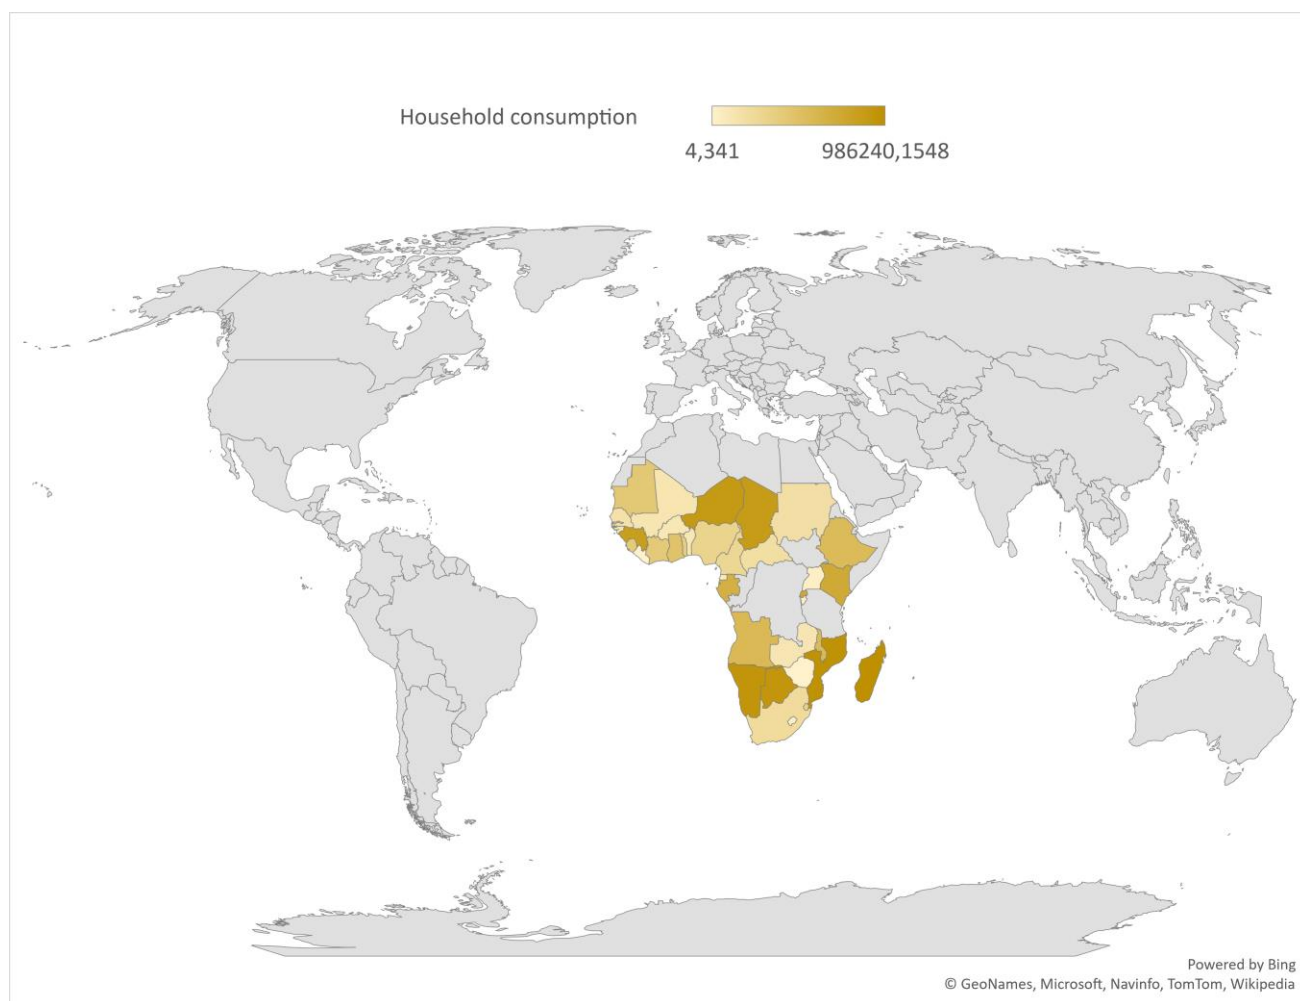 Household consumption
4,341 986240,1548
Powered by Bing
© GeoNames, Microsoft, Navinfo, TomTom, Wikipedia